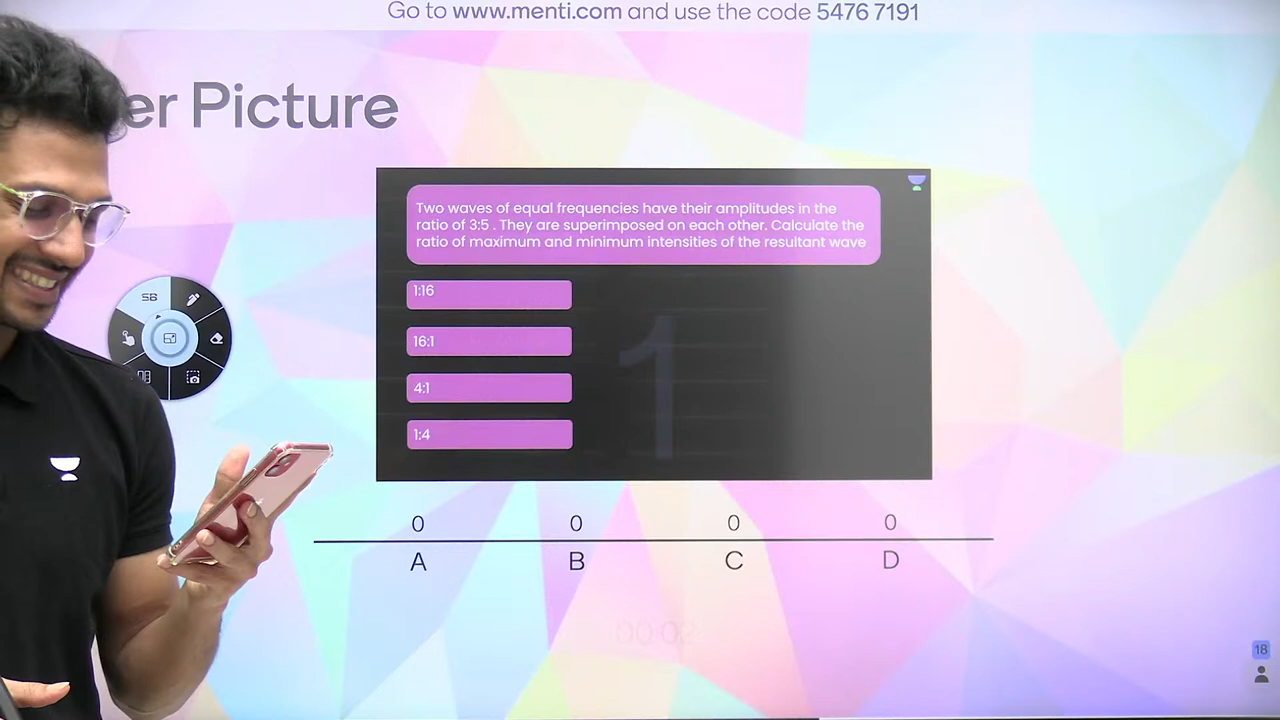 Go to www.menti.com and use the code 5476 7191
er Picture
Two waves of equal frequencies have their amplitudes in the
ratio of 3:5 . They are superimposed on each other. Calculate the
ratio of maximum and minimum intensities of the resultant wave
1:16
16:1
4:1
1:4
1
SB
0 0 0 0
A B C D
00:02
18